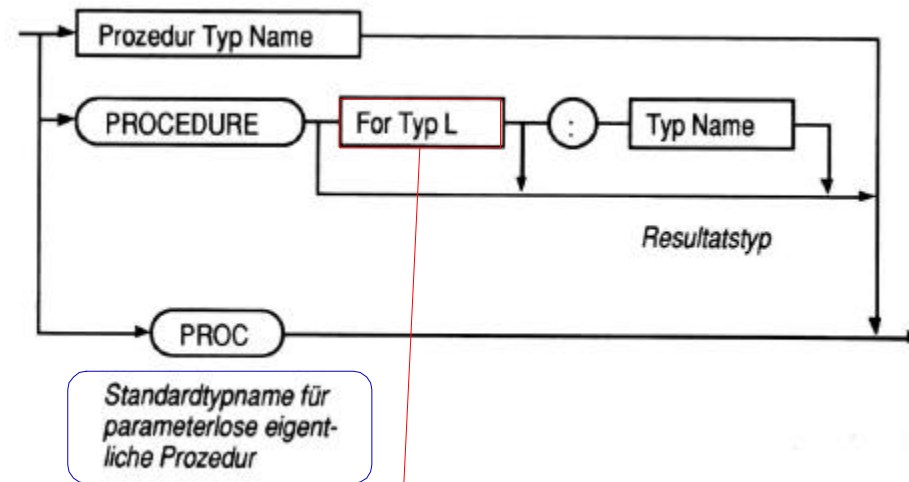 Prozedur Typ Name
PROCEDURE
For Typ L
:
Typ Name
Resultatstyp
PROC
Standardtypname für
parameterlose eigent-
liche Prozedur